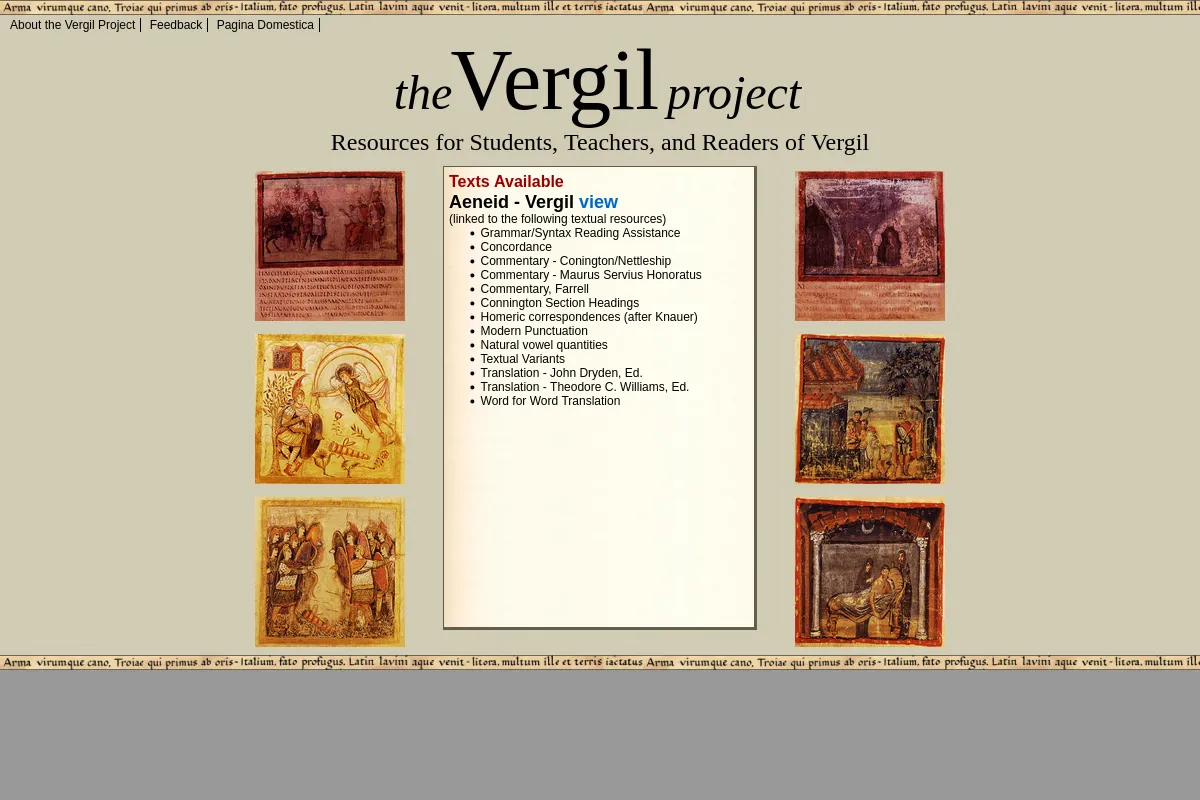 Arma virumque cano, Troiae qui primus ab oris - Italiam, fato profugus, Latin lavini aque venit - litora, multum ille et terris iactatus Arma virumque cano, Troiae qui primus ab oris - Italium, fato profugus, Latin lavini aque venit - litora, multum ill
About the Vergil Project
Feedback
Pagina Domestica
the Vergil project
Resources for Students, Teachers, and Readers of Vergil
Texts Available
Aeneid - Vergil view
(linked to the following textual resources)
Grammar/Syntax Reading Assistance
Concordance
Commentary - Conington/Nettleship
Commentary - Maurus Servius Honoratus
Commentary, Farrell
Connington Section Headings
Homeric correspondences (after Knauer)
Modern Punctuation
Natural vowel quantities
Textual Variants
Translation - John Dryden, Ed.
Translation - Theodore C. Williams, Ed.
Word for Word Translation
Arma virumque cano, Troiae qui primus ab oris - Italium, fato profugus, Latin lavini aque venit - litora, multum ille et terris iactatus Arma virumque cano, Troiae qui primus ab oris - Italium, fato profugus, Latin lavini aque venit - litora, multum ill